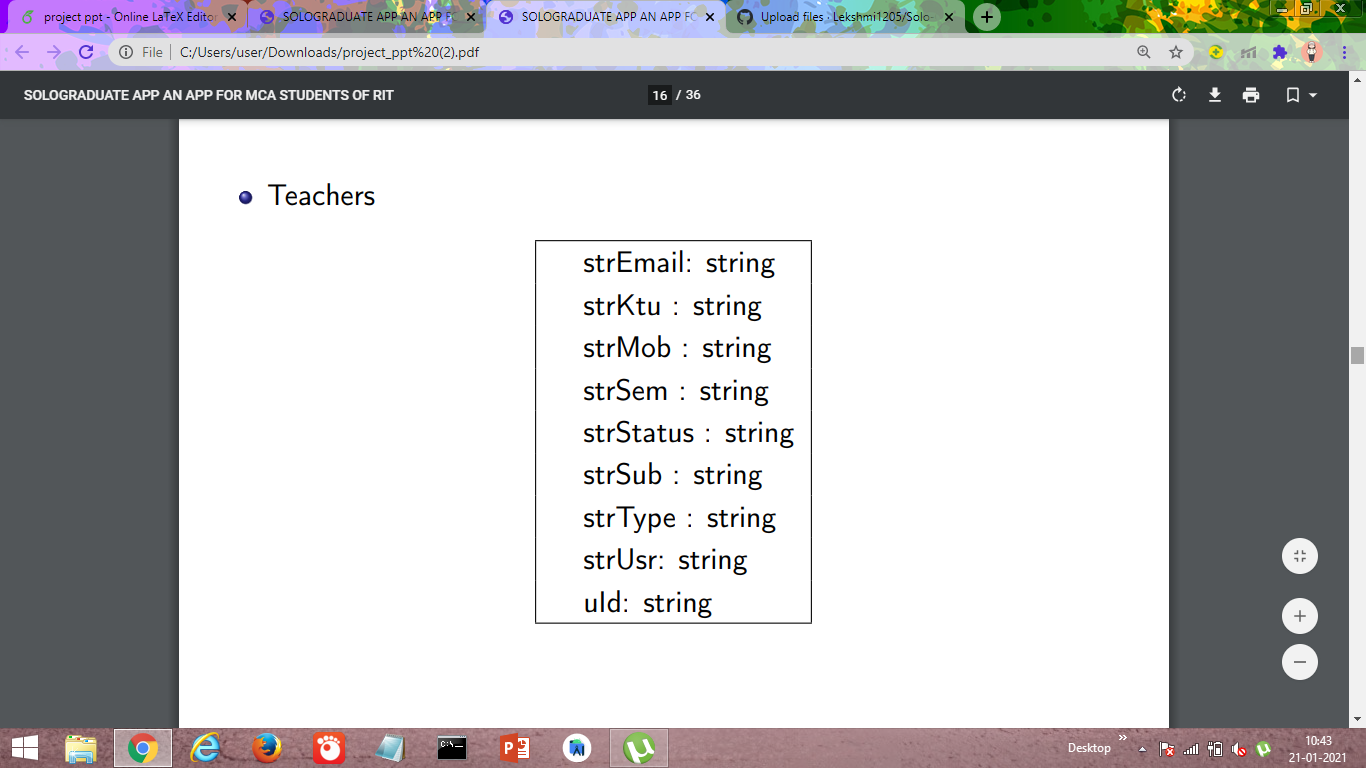 project ppt - Online LaTeX Editor
SOLOGRADUATE APP AN APP FO
SOLOGRADUATE APP AN APP FO
Upload files · Lekshmi1205/Solo
File | C:/Users/user/Downloads/project_ppt%20(2).pdf
SOLOGRADUATE APP AN APP FOR MCA STUDENTS OF RIT
16 / 36
Teachers
strEmail: string
strKtu : string
strMob : string
strSem : string
strStatus : string
strSub : string
strType : string
strUsr: string
uId: string
Desktop
10:43
21-01-2021